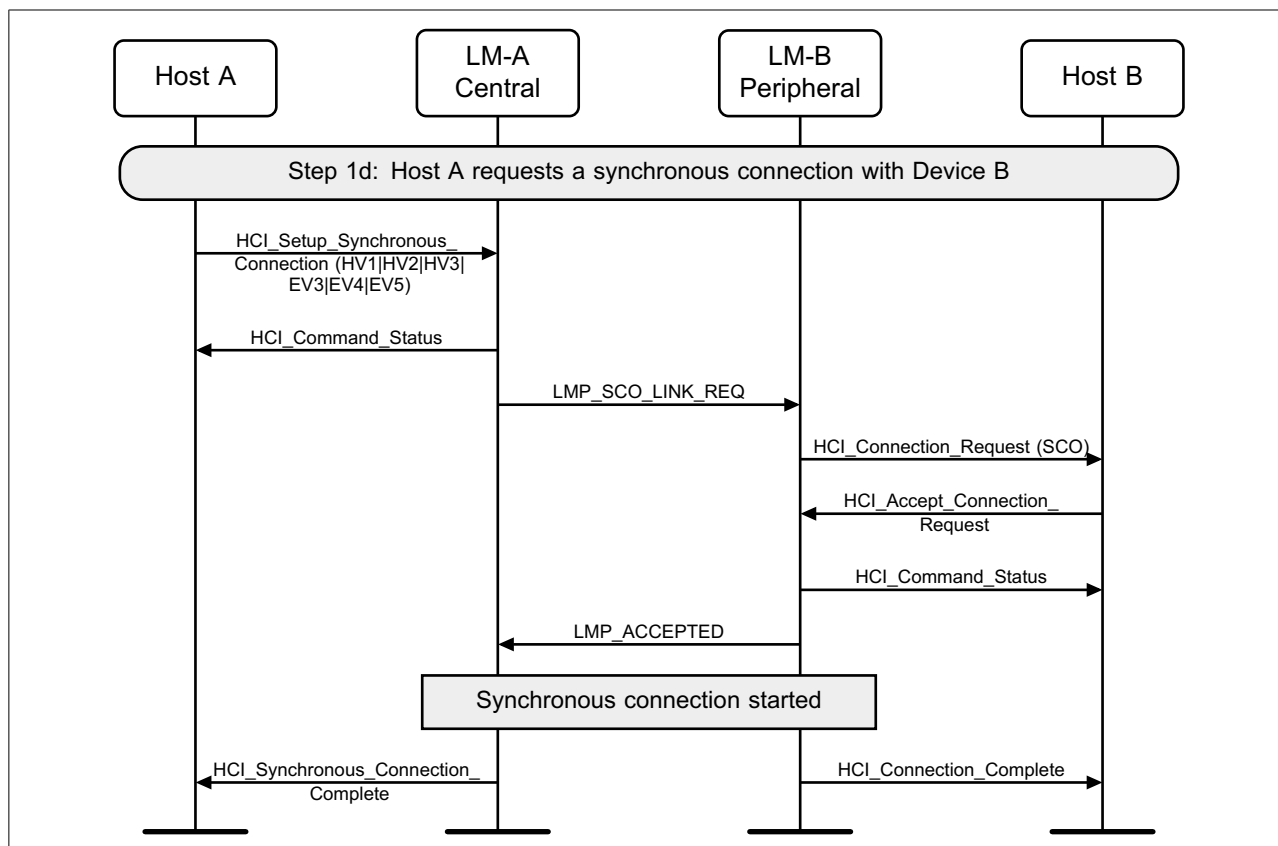 Host A
LM-A
Central
LM-B
Peripheral
Host B
Step 1d: Host A requests a synchronous connection with Device B
HCI_Setup_Synchronous_
Connection (HV1|HV2|HV3|
EV3|EV4|EV5)
HCI_Command_Status
LMP_SCO_LINK_REQ
HCI_Connection_Request (SCO)
HCI_Accept_Connection_
Request
HCI_Command_Status
LMP_ACCEPTED
Synchronous connection started
HCI_Synchronous_Connection_
Complete
HCI_Connection_Complete